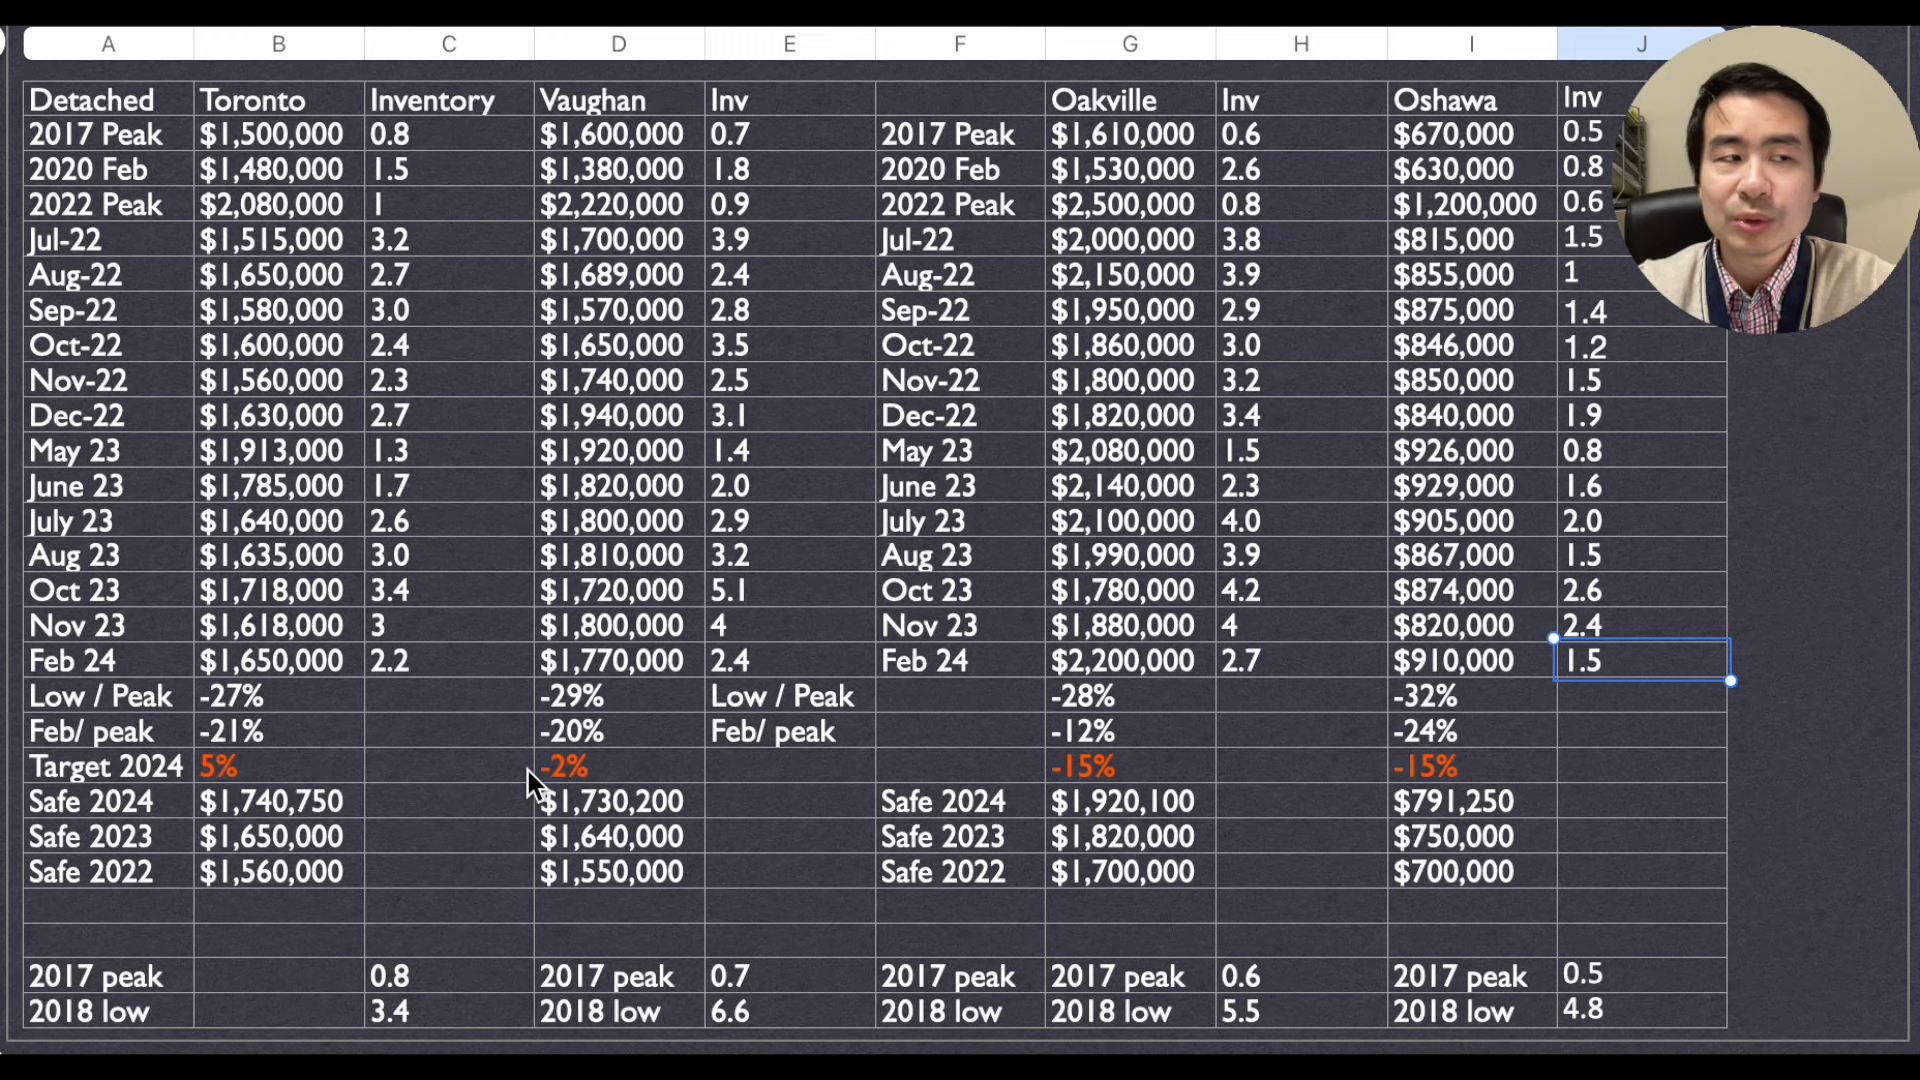 A B C D E F G H I J
Detached Toronto Inventory Vaughan Inv Oakville Inv Oshawa Inv
2017 Peak $1,500,000 0.8 $1,600,000 0.7 2017 Peak $1,610,000 0.6 $670,000 0.5
2020 Feb $1,480,000 1.5 $1,380,000 1.8 2020 Feb $1,530,000 2.6 $630,000 0.8
2022 Peak $2,080,000 1 $2,220,000 0.9 2022 Peak $2,500,000 0.8 $1,200,000 0.6
Jul-22 $1,515,000 3.2 $1,700,000 3.9 Jul-22 $2,000,000 3.8 $815,000 1.5
Aug-22 $1,650,000 2.7 $1,689,000 2.4 Aug-22 $2,150,000 3.9 $855,000 1
Sep-22 $1,580,000 3.0 $1,570,000 2.8 Sep-22 $1,950,000 2.9 $875,000 1.4
Oct-22 $1,600,000 2.4 $1,650,000 3.5 Oct-22 $1,860,000 3.0 $846,000 1.2
Nov-22 $1,560,000 2.3 $1,740,000 2.5 Nov-22 $1,800,000 3.2 $850,000 1.5
Dec-22 $1,630,000 2.7 $1,940,000 3.1 Dec-22 $1,820,000 3.4 $840,000 1.9
May 23 $1,913,000 1.3 $1,920,000 1.4 May 23 $2,080,000 1.5 $926,000 0.8
June 23 $1,785,000 1.7 $1,820,000 2.0 June 23 $2,140,000 2.3 $929,000 1.6
July 23 $1,640,000 2.6 $1,800,000 2.9 July 23 $2,100,000 4.0 $905,000 2.0
Aug 23 $1,635,000 3.0 $1,810,000 3.2 Aug 23 $1,990,000 3.9 $867,000 1.5
Oct 23 $1,718,000 3.4 $1,720,000 5.1 Oct 23 $1,780,000 4.2 $874,000 2.6
Nov 23 $1,618,000 3 $1,800,000 4 Nov 23 $1,880,000 4 $820,000 2.4
Feb 24 $1,650,000 2.2 $1,770,000 2.4 Feb 24 $2,200,000 2.7 $910,000 1.5
Low / Peak -27% -29% Low / Peak -28% -32%
Feb/ peak -21% -20% Feb/ peak -12% -24%
Target 2024 5% -2% -15% -15%
Safe 2024 $1,740,750 $1,730,200 Safe 2024 $1,920,100 $791,250
Safe 2023 $1,650,000 $1,640,000 Safe 2023 $1,820,000 $750,000
Safe 2022 $1,560,000 $1,550,000 Safe 2022 $1,700,000 $700,000
2017 peak 0.8 2017 peak 0.7 2017 peak 2017 peak 0.6 2017 peak 0.5
2018 low 3.4 2018 low 6.6 2018 low 2018 low 5.5 2018 low 4.8